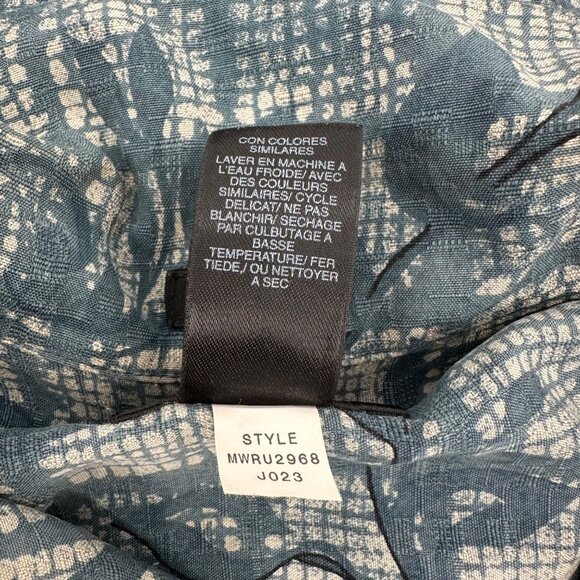 CON COLORES
SIMILARES
LAVER EN MACHINE A
L'EAU FROIDE/ AVEC
DES COULEURS
SIMILAIRES/ CYCLE
DELICAT/ NE PAS
BLANCHIR/ SECHAGE
PAR CULBUTAGE A
BASSE
TEMPERATURE/ FER
TIEDE,/ OU NETTOYER
A SEC
STYLE
MWRU2968
J023